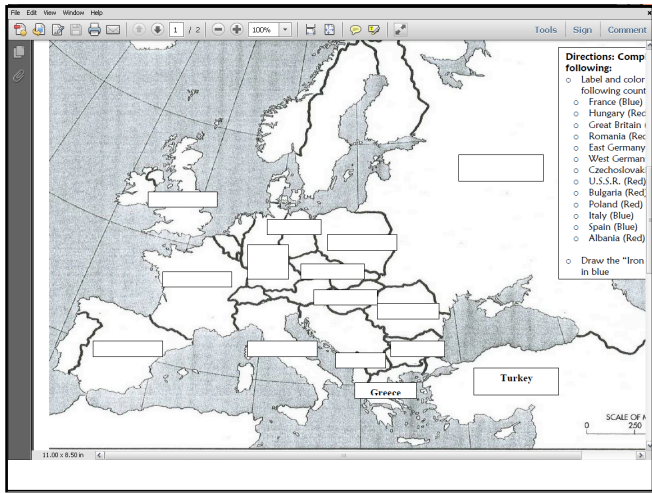 File Edit View Window Help
1 / 2 100% Tools Sign Comment
Directions: Comp
following:
o Label and color
following count
o France (Blue)
o Hungary (Red
o Great Britain (
o Romania (Red
o East Germany
o West German
o Czechoslovak
o U.S.S.R. (Red)
o Bulgaria (Red)
o Poland (Red)
o Italy (Blue)
o Spain (Blue)
o Albania (Red)
o Draw the "Iron
in blue
Turkey
Greece
SCALE OF M
0 250
11.00 x 8.50 in